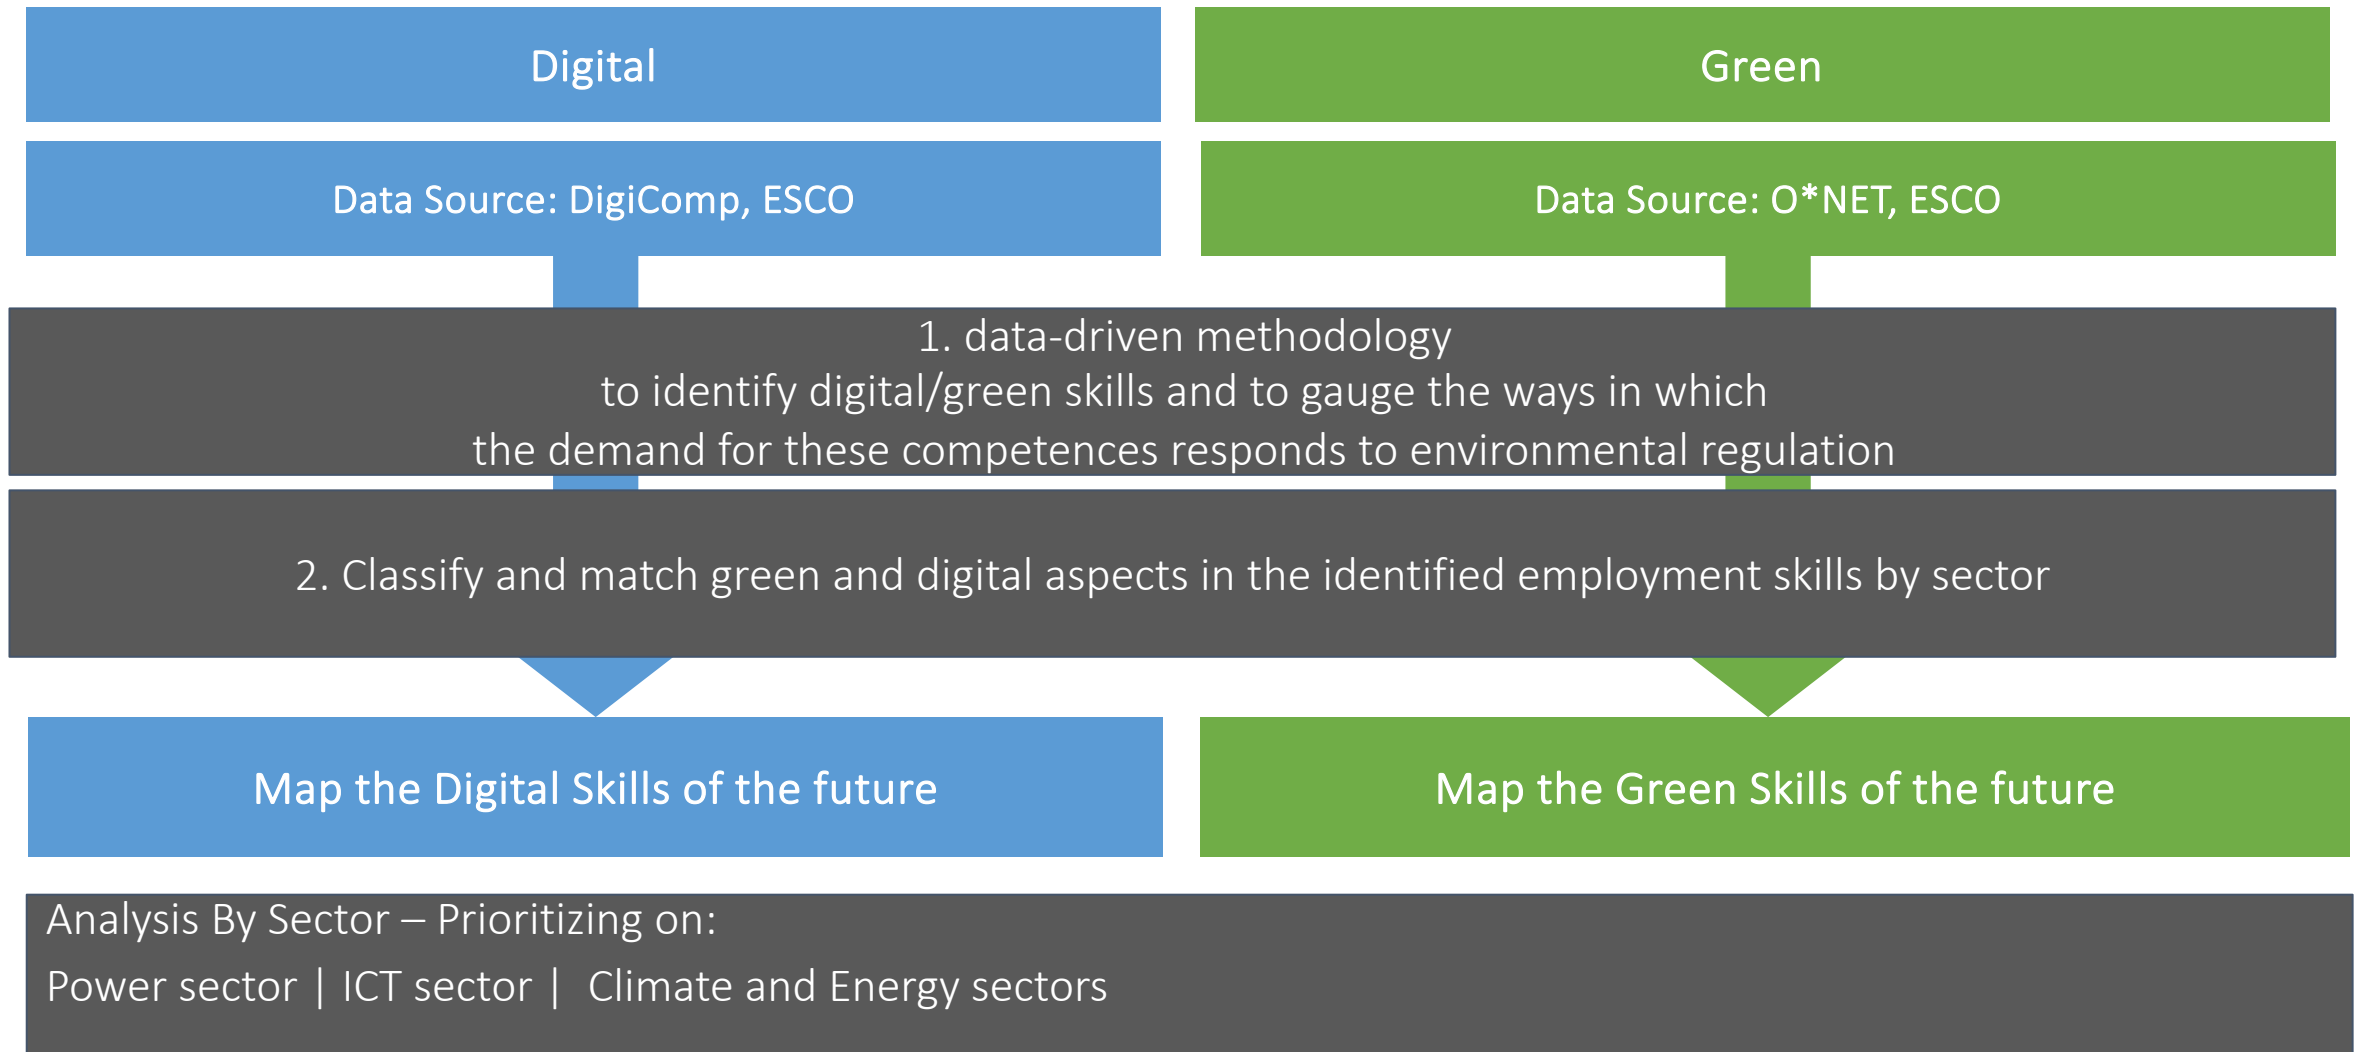 Digital
Green
Data Source: DigiComp, ESCO
Data Source: O*NET, ESCO
1. data-driven methodology
to identify digital/green skills and to gauge the ways in which
the demand for these competences responds to environmental regulation
2. Classify and match green and digital aspects in the identified employment skills by sector
Map the Digital Skills of the future
Map the Green Skills of the future
Analysis By Sector – Prioritizing on:
Power sector | ICT sector | Climate and Energy sectors